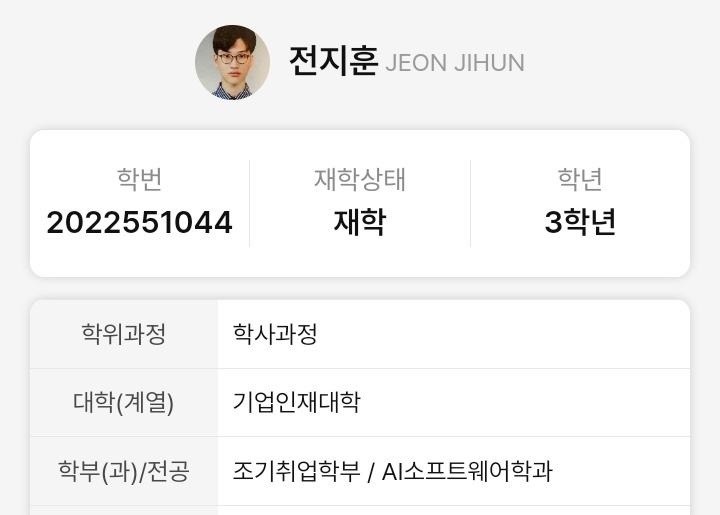 전지훈 JEON JIHUN
학번 재학상태 학년
2022551044 재학 3학년
학위과정 학사과정
대학(계열) 기업인재대학
학부(과)/전공 조기취업학부 / AI소프트웨어학과